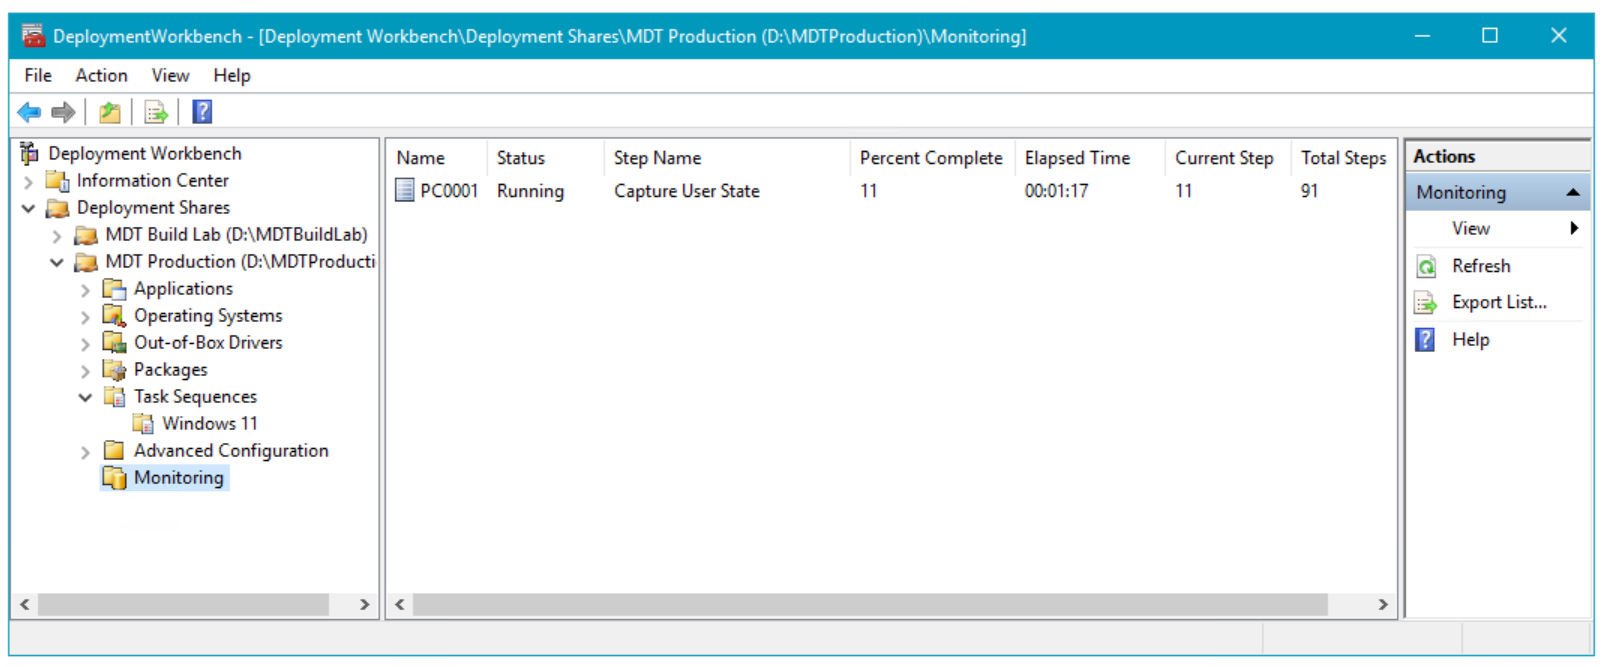 DeploymentWorkbench - [Deployment Workbench\Deployment Shares\MDT Production (D:\MDTProduction)\Monitoring]
File Action View Help
Deployment Workbench
Information Center
Deployment Shares
MDT Build Lab (D:\MDTBuildLab)
MDT Production (D:\MDTProducti
Applications
Operating Systems
Out-of-Box Drivers
Packages
Task Sequences
Windows 11
Advanced Configuration
Monitoring
Name Status Step Name Percent Complete Elapsed Time Current Step Total Steps
PC0001 Running Capture User State 11 00:01:17 11 91
Actions
Monitoring
View
Refresh
Export List...
Help